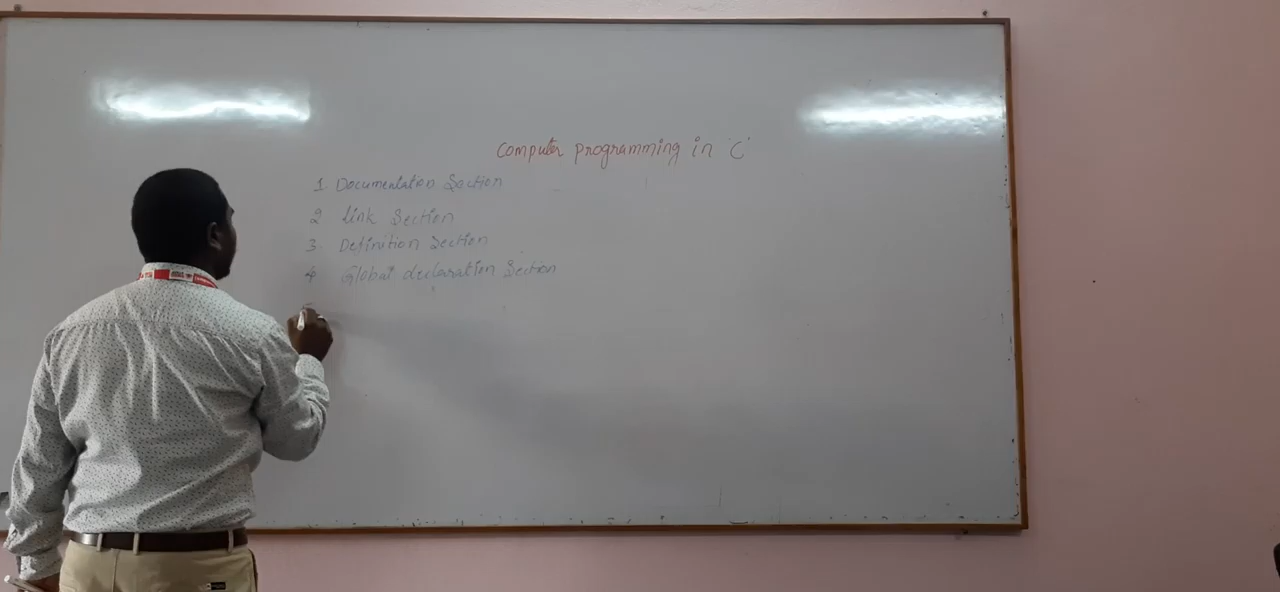 Computer programming in 'C'
1. Documentation Section
2 Link Section
3. Definition Section
4 Global declaration Section